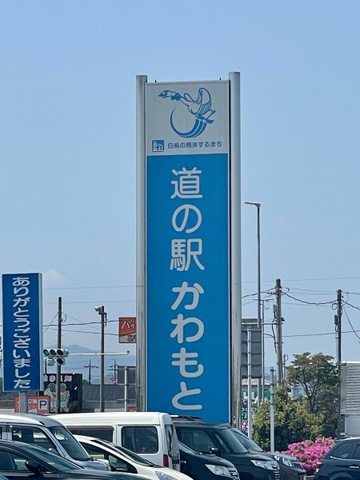 白鳥の飛来するまち
道の駅 かわもと
ありがとうございました
P